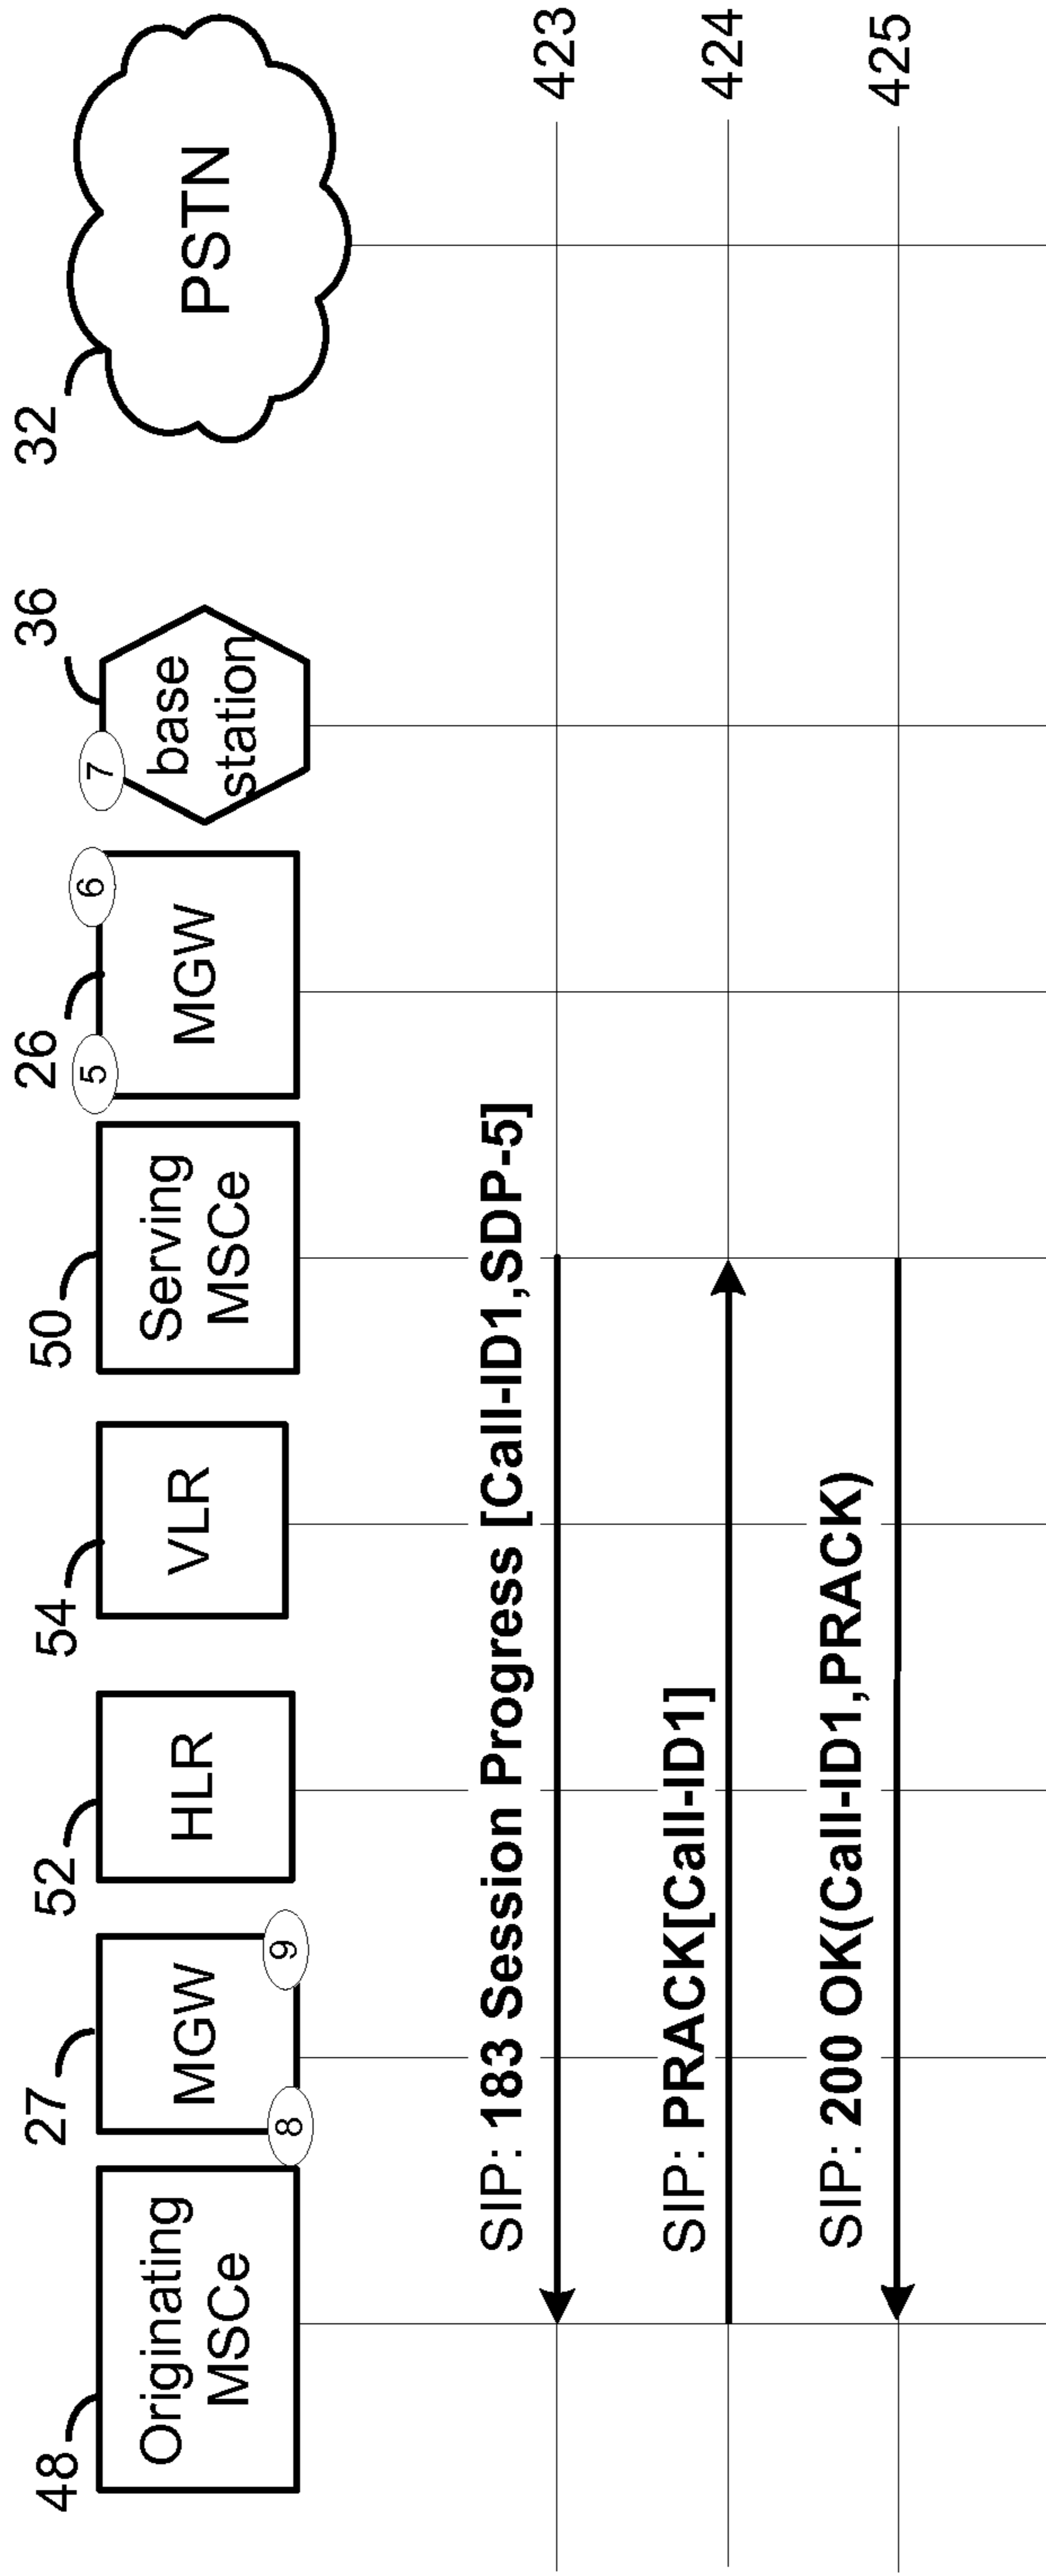 48
27
52
54
50
26
36
32
Originating
MSCe
MGW
8
9
HLR
VLR
Serving
MSCe
5
MGW
6
7
base
station
PSTN
SIP: 183 Session Progress [Call-ID1,SDP-5]
423
SIP: PRACK[Call-ID1]
424
SIP: 200 OK(Call-ID1,PRACK)
425